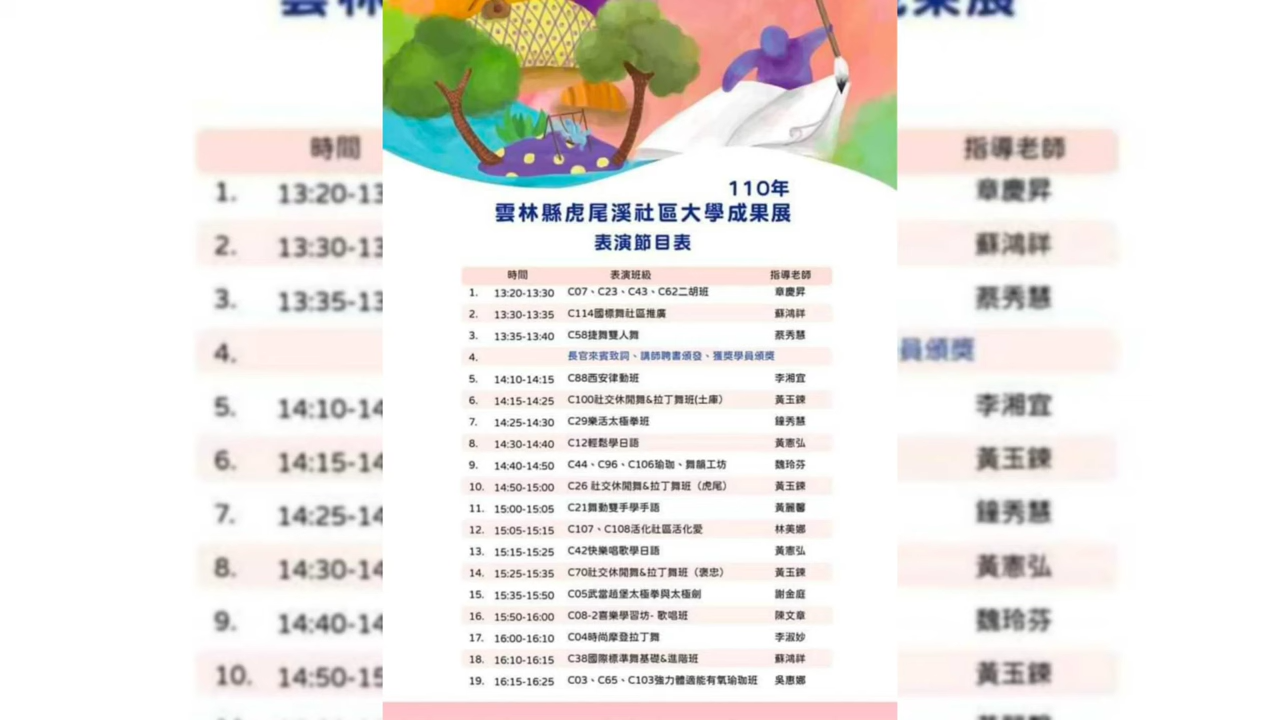 110年
雲林縣虎尾溪社區大學成果展
表演節目表
時間 表演班級 指導老師
1. 13:20-13:30 C07、C23、C43、C62二胡班 章慶昇
2. 13:30-13:35 C114國標舞社區推廣 蘇鴻祥
3. 13:35-13:40 C58捷舞雙人舞 蔡秀慧
4. 長官來賓致詞、講師聘書頒發、獲獎學員頒獎
5. 14:10-14:15 C88西安律動班 李湘宜
6. 14:15-14:25 C100社交休閒舞&拉丁舞班(土庫) 黃玉鍊
7. 14:25-14:30 C29樂活太極拳班 鐘秀慧
8. 14:30-14:40 C12輕鬆學日語 黃憲弘
9. 14:40-14:50 C44、C96、C106瑜珈、舞韻工坊 魏玲芬
10. 14:50-15:00 C26 社交休閒舞&拉丁舞班（虎尾） 黃玉鍊
11. 15:00-15:05 C21舞動雙手學手語 黃麗馨
12. 15:05-15:15 C107、C108活化社區活化愛 林美娜
13. 15:15-15:25 C42快樂唱歌學日語 黃憲弘
14. 15:25-15:35 C70社交休閒舞&拉丁舞班（褒忠） 黃玉鍊
15. 15:35-15:50 C05武當趙堡太極拳與太極劍 謝金庭
16. 15:50-16:00 C08-2喜樂學習坊- 歌唱班 陳文章
17. 16:00-16:10 C04時尚摩登拉丁舞 李淑妙
18. 16:10-16:15 C38國際標準舞基礎&進階班 蘇鴻祥
19. 16:15-16:25 C03、C65、C103強力體適能有氧瑜珈班 吳惠娜